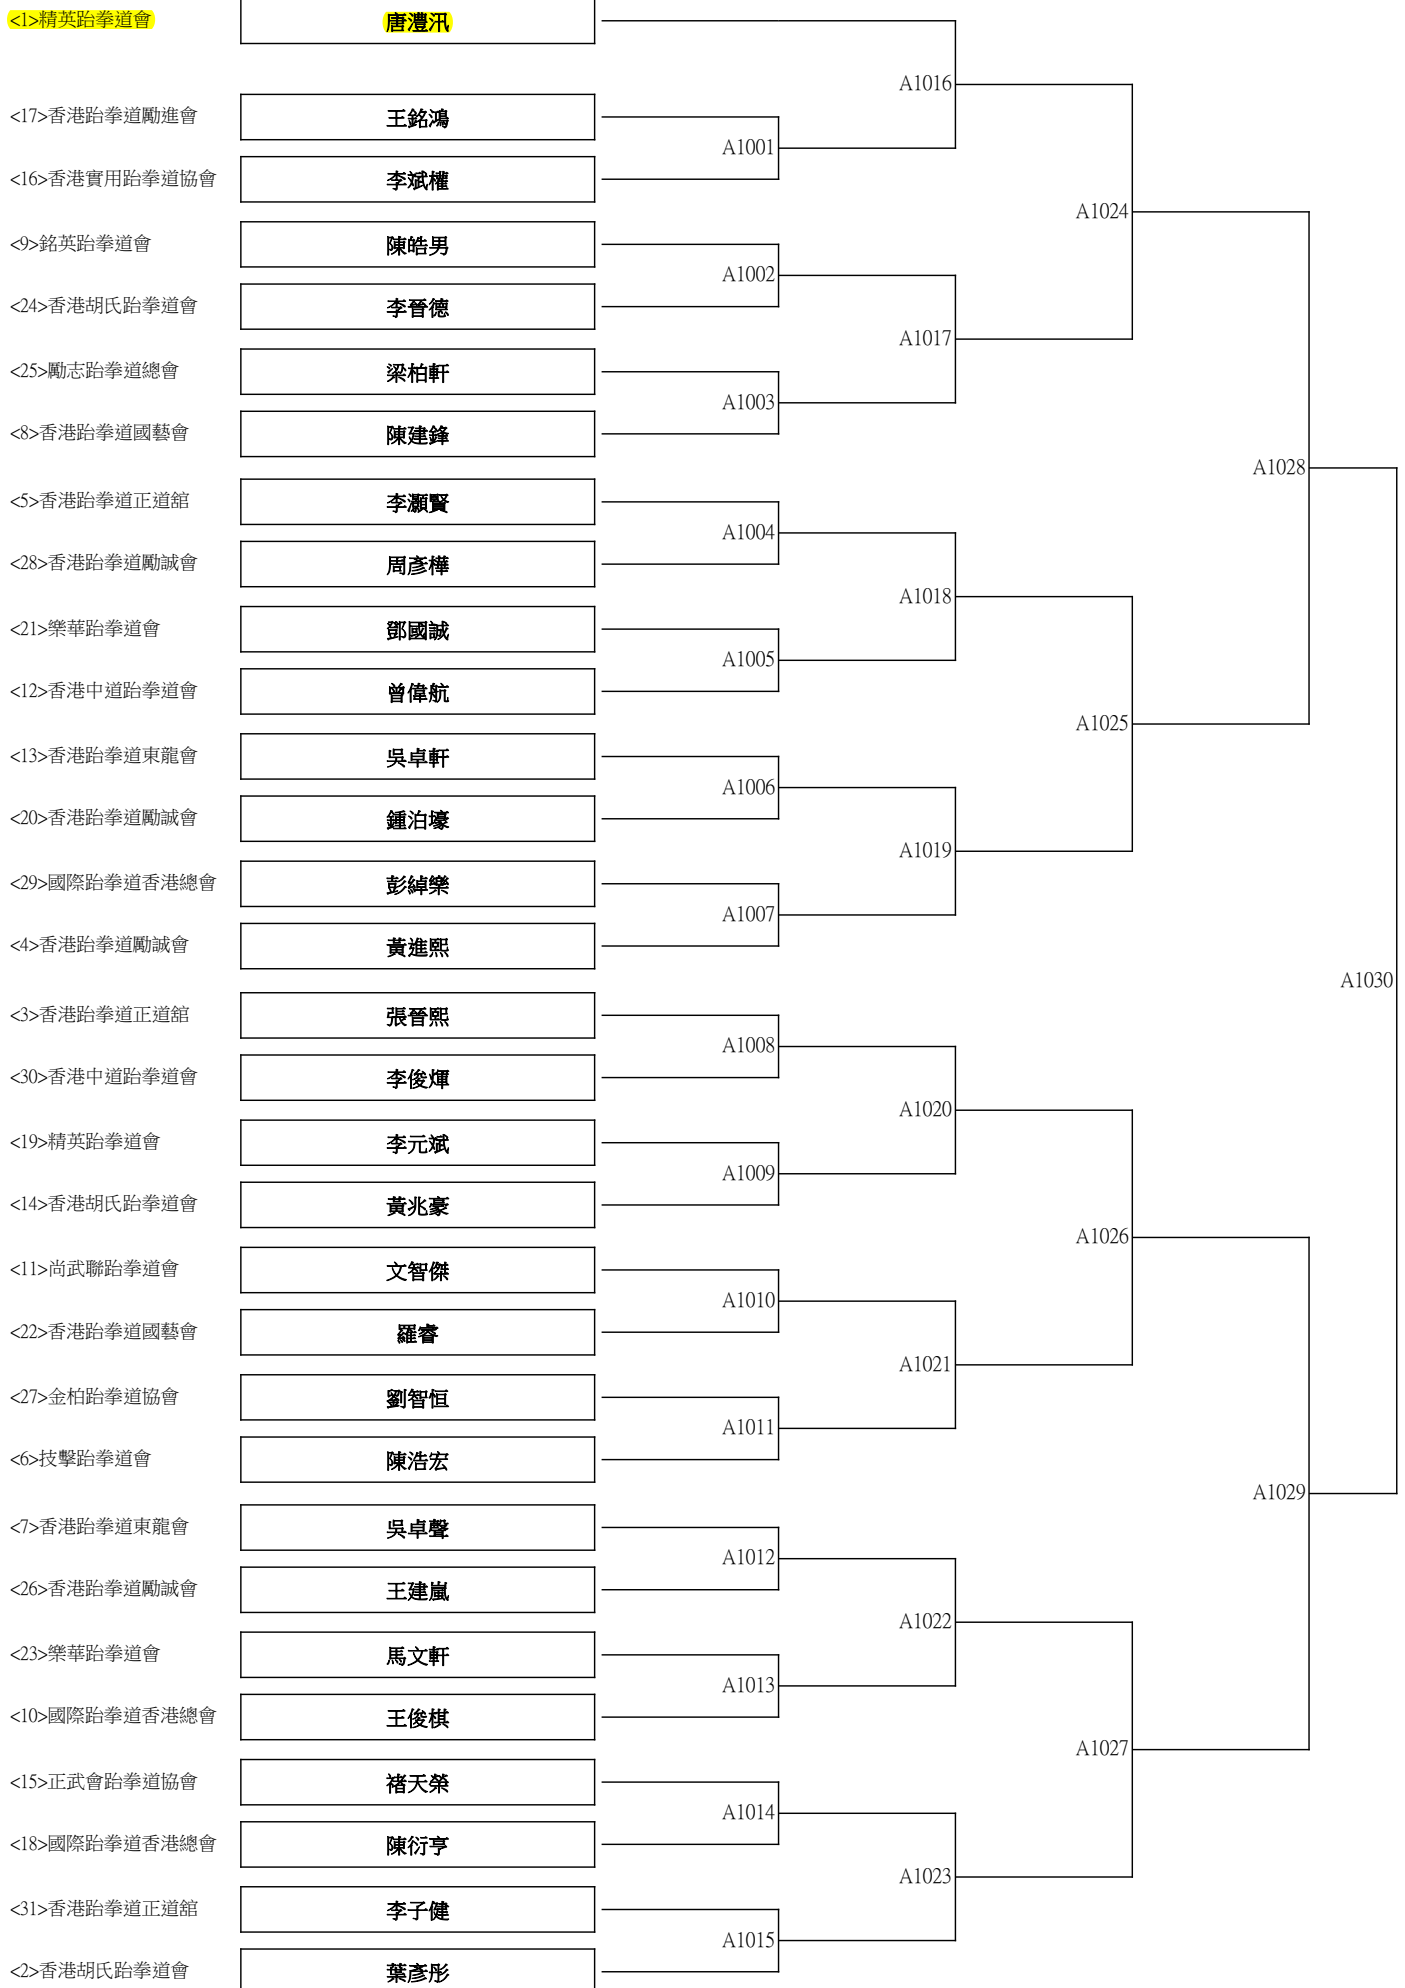 <1>精英跆拳道會 唐灃汛
A1016
<17>香港跆拳道勵進會 王銘鴻
A1001
<16>香港實用跆拳道協會 李斌權
A1024
<9>銘英跆拳道會 陳皓男
A1002
<24>香港胡氏跆拳道會 李晉德
A1017
<25>勵志跆拳道總會 梁柏軒
A1003
<8>香港跆拳道國藝會 陳建鋒
A1028
<5>香港跆拳道正道舘 李灝賢
A1004
<28>香港跆拳道勵誠會 周彥樺
A1018
<21>樂華跆拳道會 鄧國誠
A1005
<12>香港中道跆拳道會 曾偉航
A1025
<13>香港跆拳道東龍會 吳卓軒
A1006
<20>香港跆拳道勵誠會 鍾泊壕
A1019
<29>國際跆拳道香港總會 彭綽樂
A1007
<4>香港跆拳道勵誠會 黃進熙
A1030
<3>香港跆拳道正道舘 張晉熙
A1008
<30>香港中道跆拳道會 李俊煇
A1020
<19>精英跆拳道會 李元斌
A1009
<14>香港胡氏跆拳道會 黃兆豪
A1026
<11>尚武聯跆拳道會 文智傑
A1010
<22>香港跆拳道國藝會 羅睿
A1021
<27>金柏跆拳道協會 劉智恒
A1011
<6>技擊跆拳道會 陳浩宏
A1029
<7>香港跆拳道東龍會 吳卓聲
A1012
<26>香港跆拳道勵誠會 王建嵐
A1022
<23>樂華跆拳道會 馬文軒
A1013
<10>國際跆拳道香港總會 王俊棋
A1027
<15>正武會跆拳道協會 褚天榮
A1014
<18>國際跆拳道香港總會 陳衍亨
A1023
<31>香港跆拳道正道舘 李子健
A1015
<2>香港胡氏跆拳道會 葉彥彤